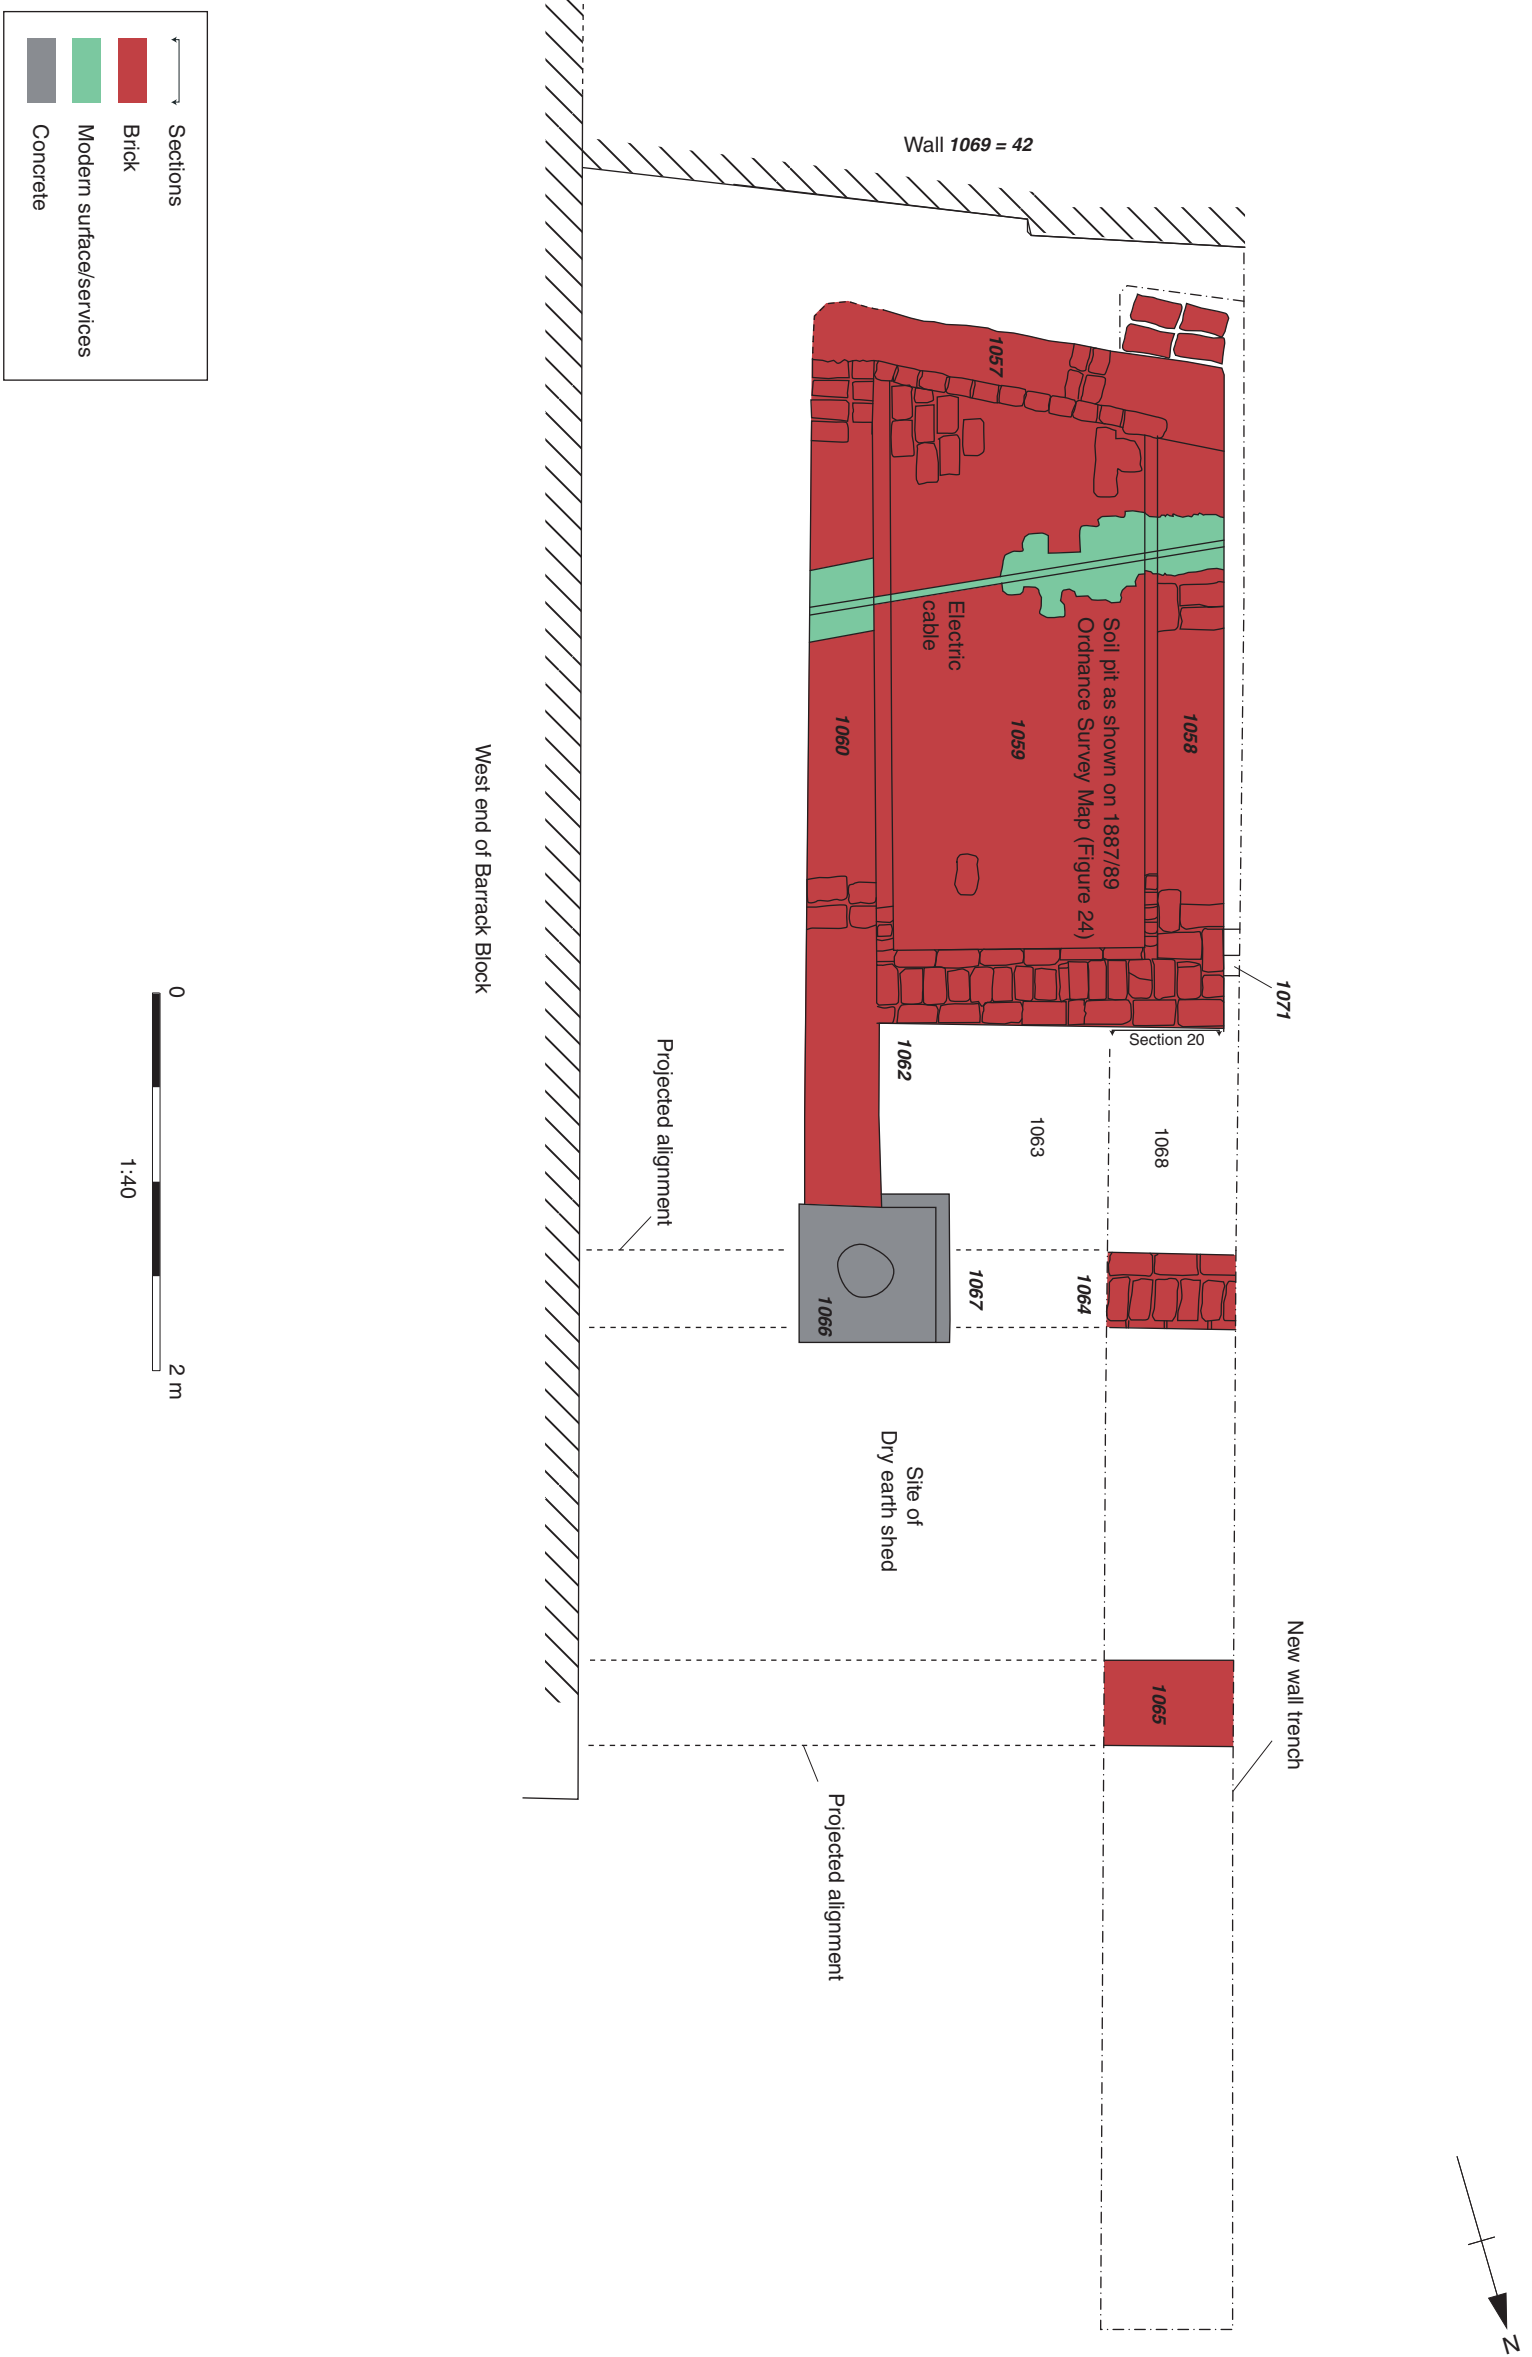 Wall 1069 = 42
1057
1058
1059
1060
Soil pit as shown on 1887/89
Ordnance Survey Map (Figure 24)
Electric
cable
1071
Section 20
1062
1063
1068
1064
1067
1066
Projected alignment
West end of Barrack Block
Site of
Dry earth shed
1065
New wall trench
Projected alignment
Sections
Brick
Modern surface/services
Concrete
0
2 m
1:40
N